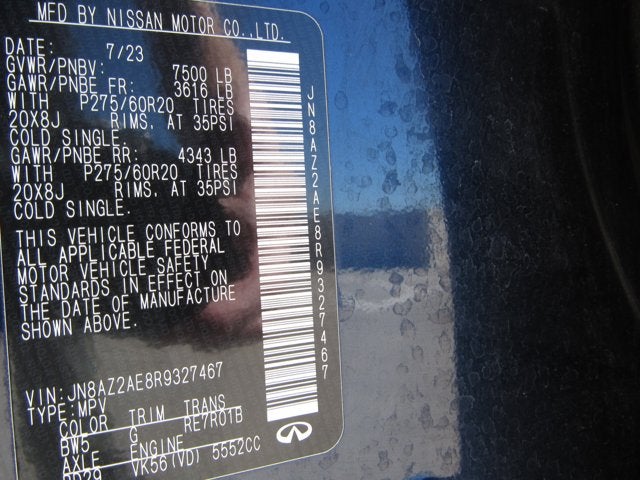 MFD BY NISSAN MOTOR CO.,LTD.
DATE: 7/23
GVWR/PNBV: 7500 LB
GAWR/PNBE FR: 3616 LB
WITH P275/60R20 TIRES
20X8J RIMS, AT 35PSI
COLD SINGLE.
GAWR/PNBE RR: 4343 LB
WITH P275/60R20 TIRES
20X8J RIMS, AT 35PSI
COLD SINGLE.
THIS VEHICLE CONFORMS TO
ALL APPLICABLE FEDERAL
MOTOR VEHICLE SAFETY
STANDARDS IN EFFECT ON
THE DATE OF MANUFACTURE
SHOWN ABOVE.
VIN:JN8AZ2AE8R9327467
TYPE:MPV
COLOR TRIM TRANS
BW5 G RE7R01B
AXLE ENGINE
VK56(VD) 5552CC
JN8AZ2AE8R9327467